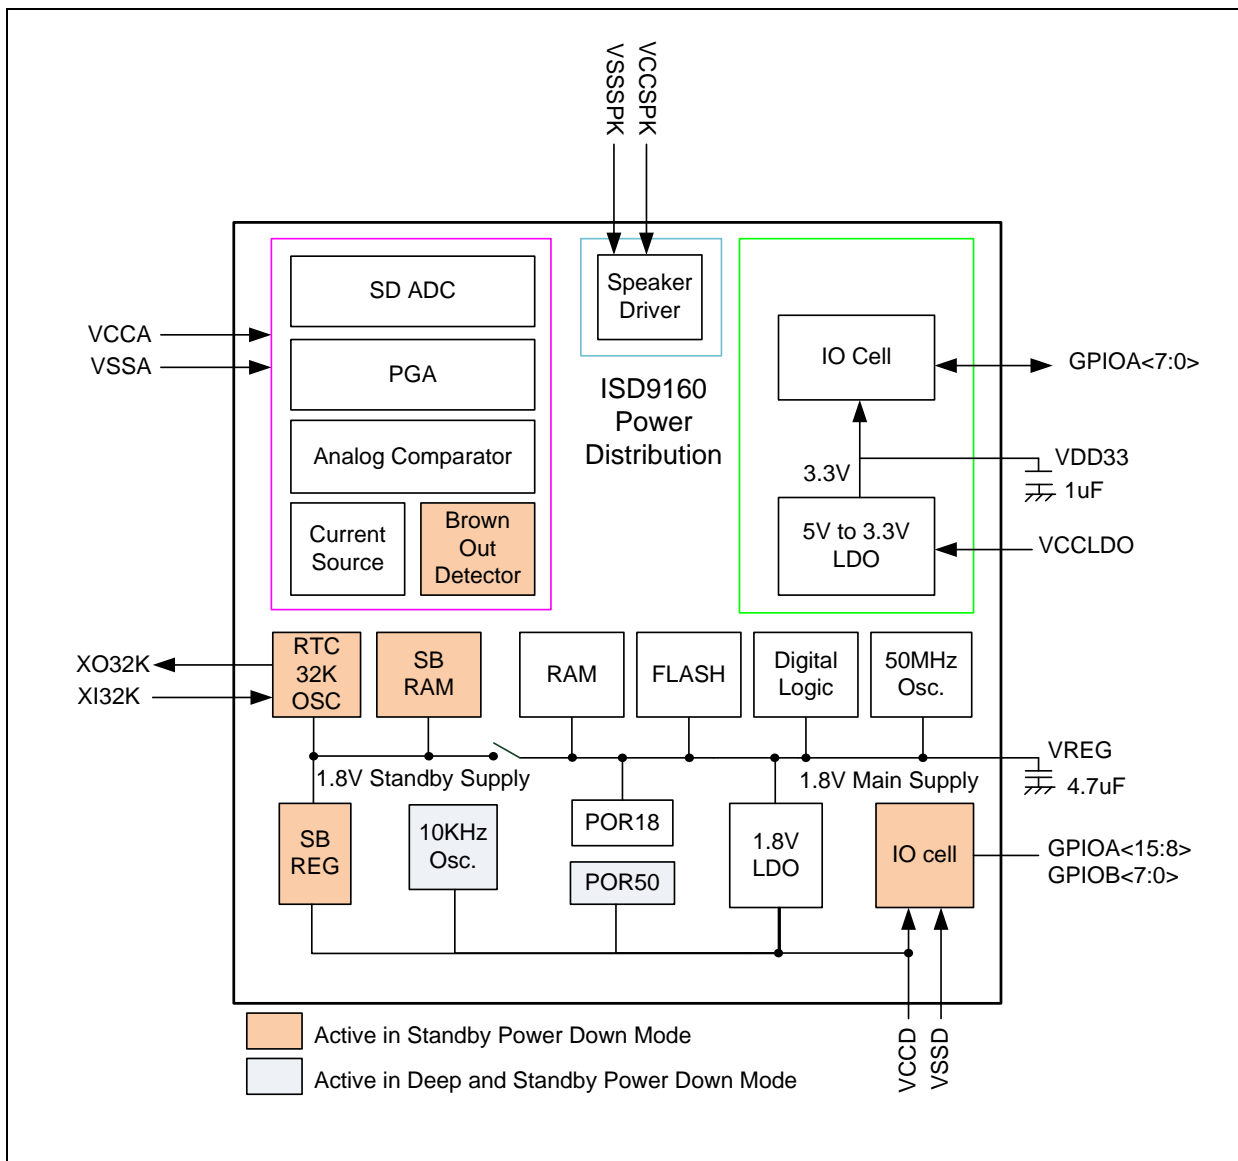 VSSSPK
VCCSPK
SD ADC
Speaker
Driver
VCCA
VSSA
PGA
IO Cell
GPIOA<7:0>
ISD9160
Power
Distribution
Analog Comparator
3.3V
VDD33
1uF
Current
Source
Brown
Out
Detector
5V to 3.3V
LDO
VCCLDO
XO32K
XI32K
RTC
32K
OSC
SB
RAM
RAM
FLASH
Digital
Logic
50MHz
Osc.
VREG
1.8V Standby Supply
1.8V Main Supply
4.7uF
SB
REG
10KHz
Osc.
POR18
POR50
1.8V
LDO
IO cell
GPIOA<15:8>
GPIOB<7:0>
VCCD
VSSD
Active in Standby Power Down Mode
Active in Deep and Standby Power Down Mode